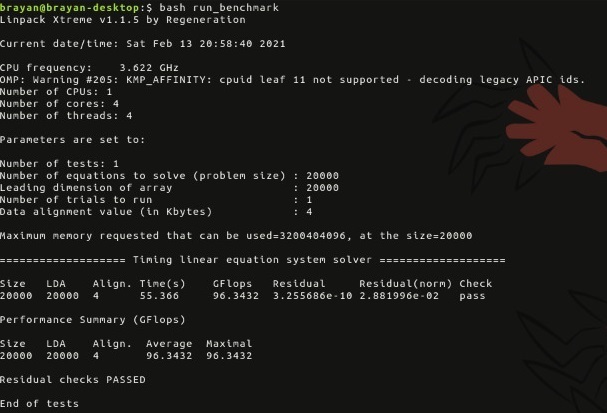 brayan@brayan-desktop:$ bash run_benchmark
Linpack Xtreme v1.1.5 by Regeneration
Current date/time: Sat Feb 13 20:58:40 2021
CPU frequency:    3.622 GHz
OMP: Warning #205: KMP_AFFINITY: cpuid leaf 11 not supported - decoding legacy APIC ids.
Number of CPUs: 1
Number of cores: 4
Number of threads: 4
Parameters are set to:
Number of tests: 1
Number of equations to solve (problem size) : 20000
Leading dimension of array                  : 20000
Number of trials to run                     : 1
Data alignment value (in Kbytes)            : 4
Maximum memory requested that can be used=3200404096, at the size=20000
=================== Timing linear equation system solver ===================
Size   LDA    Align. Time(s)    GFlops   Residual     Residual(norm) Check
20000  20000  4      55.366     96.3432  3.255686e-10 2.881996e-02   pass
Performance Summary (GFlops)
Size   LDA    Align.  Average  Maximal
20000  20000  4       96.3432  96.3432
Residual checks PASSED
End of tests